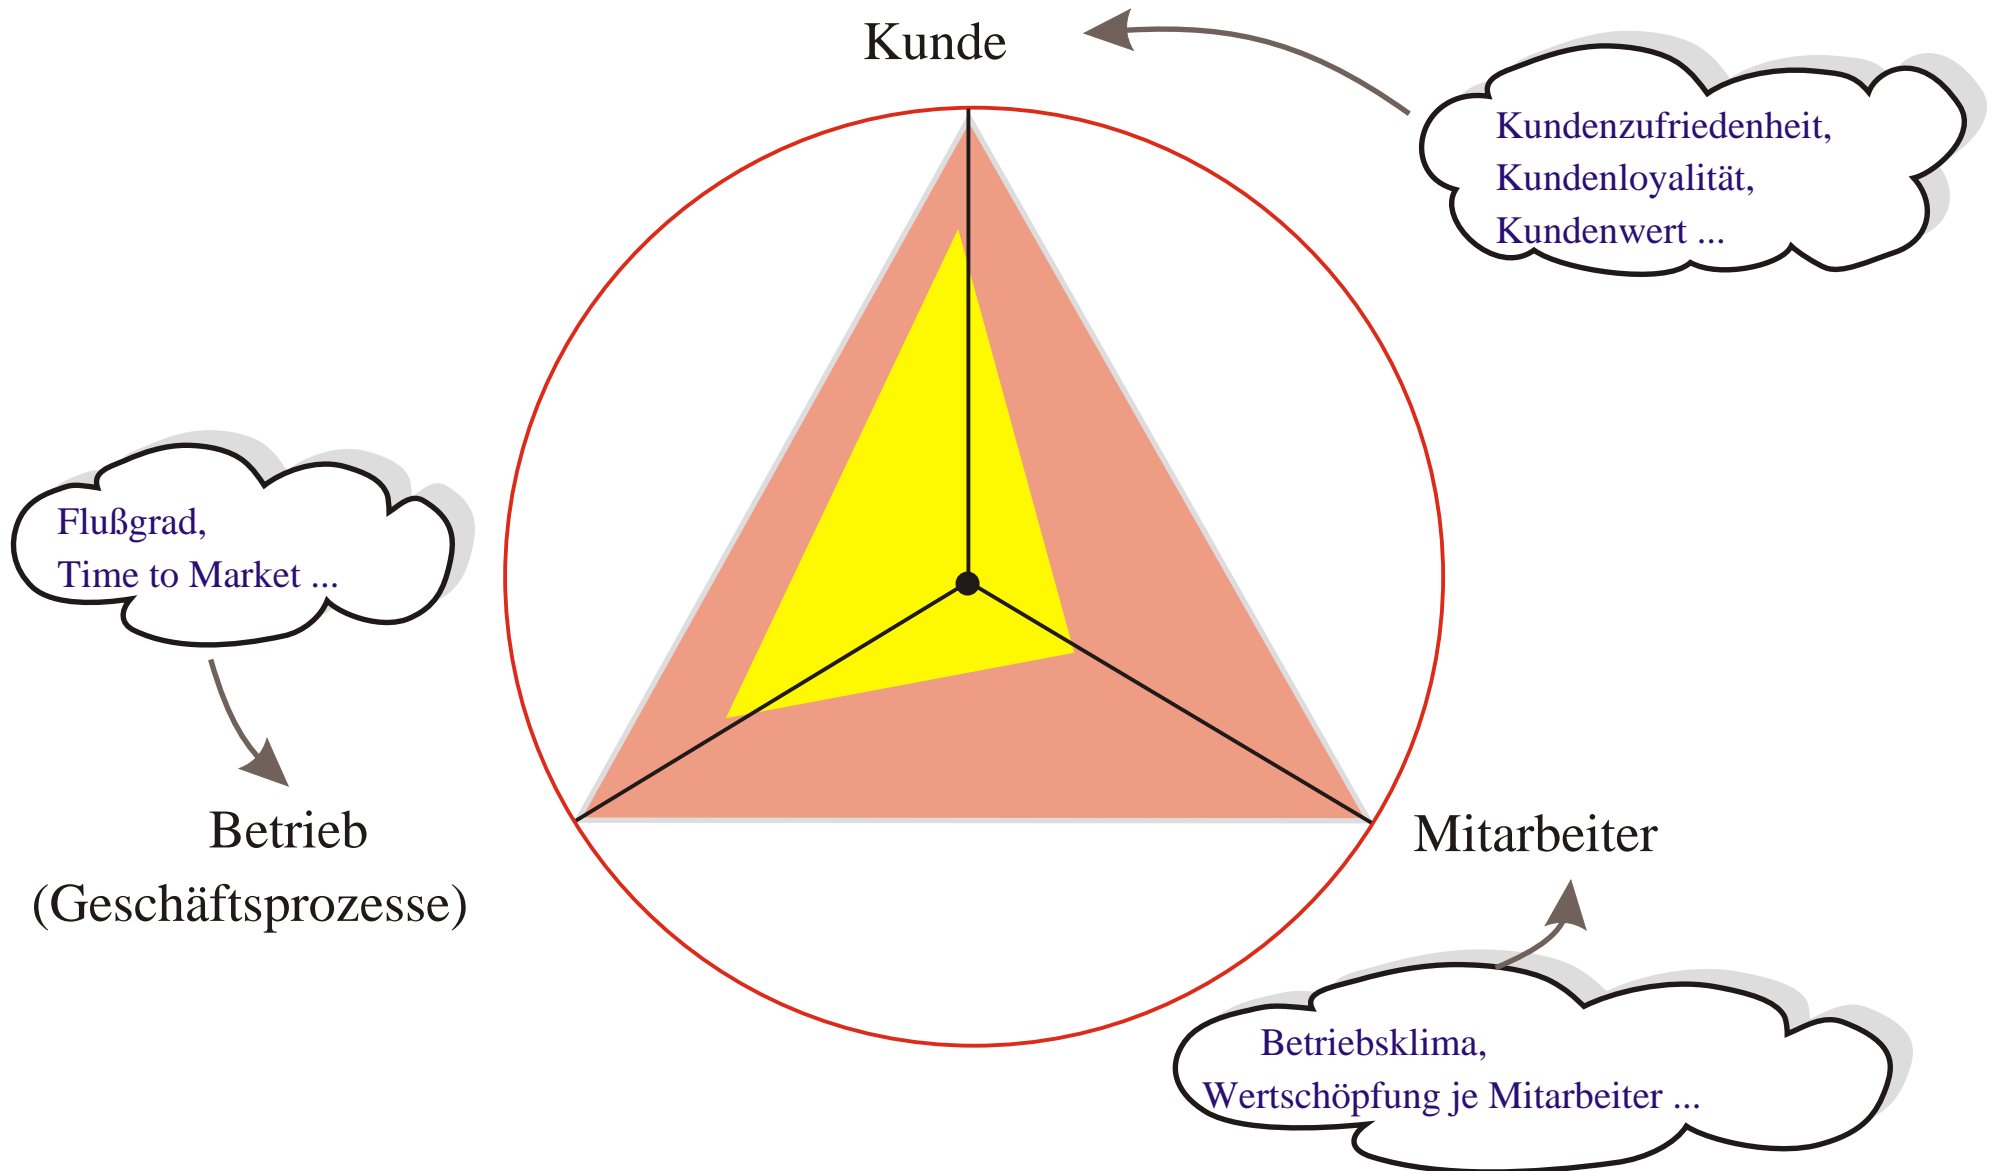 Kunde
Kundenzufriedenheit,
Kundenloyalität,
Kundenwert ...
Flußgrad,
Time to Market ...
Betrieb
(Geschäftsprozesse)
Mitarbeiter
Betriebsklima,
Wertschöpfung je Mitarbeiter ...